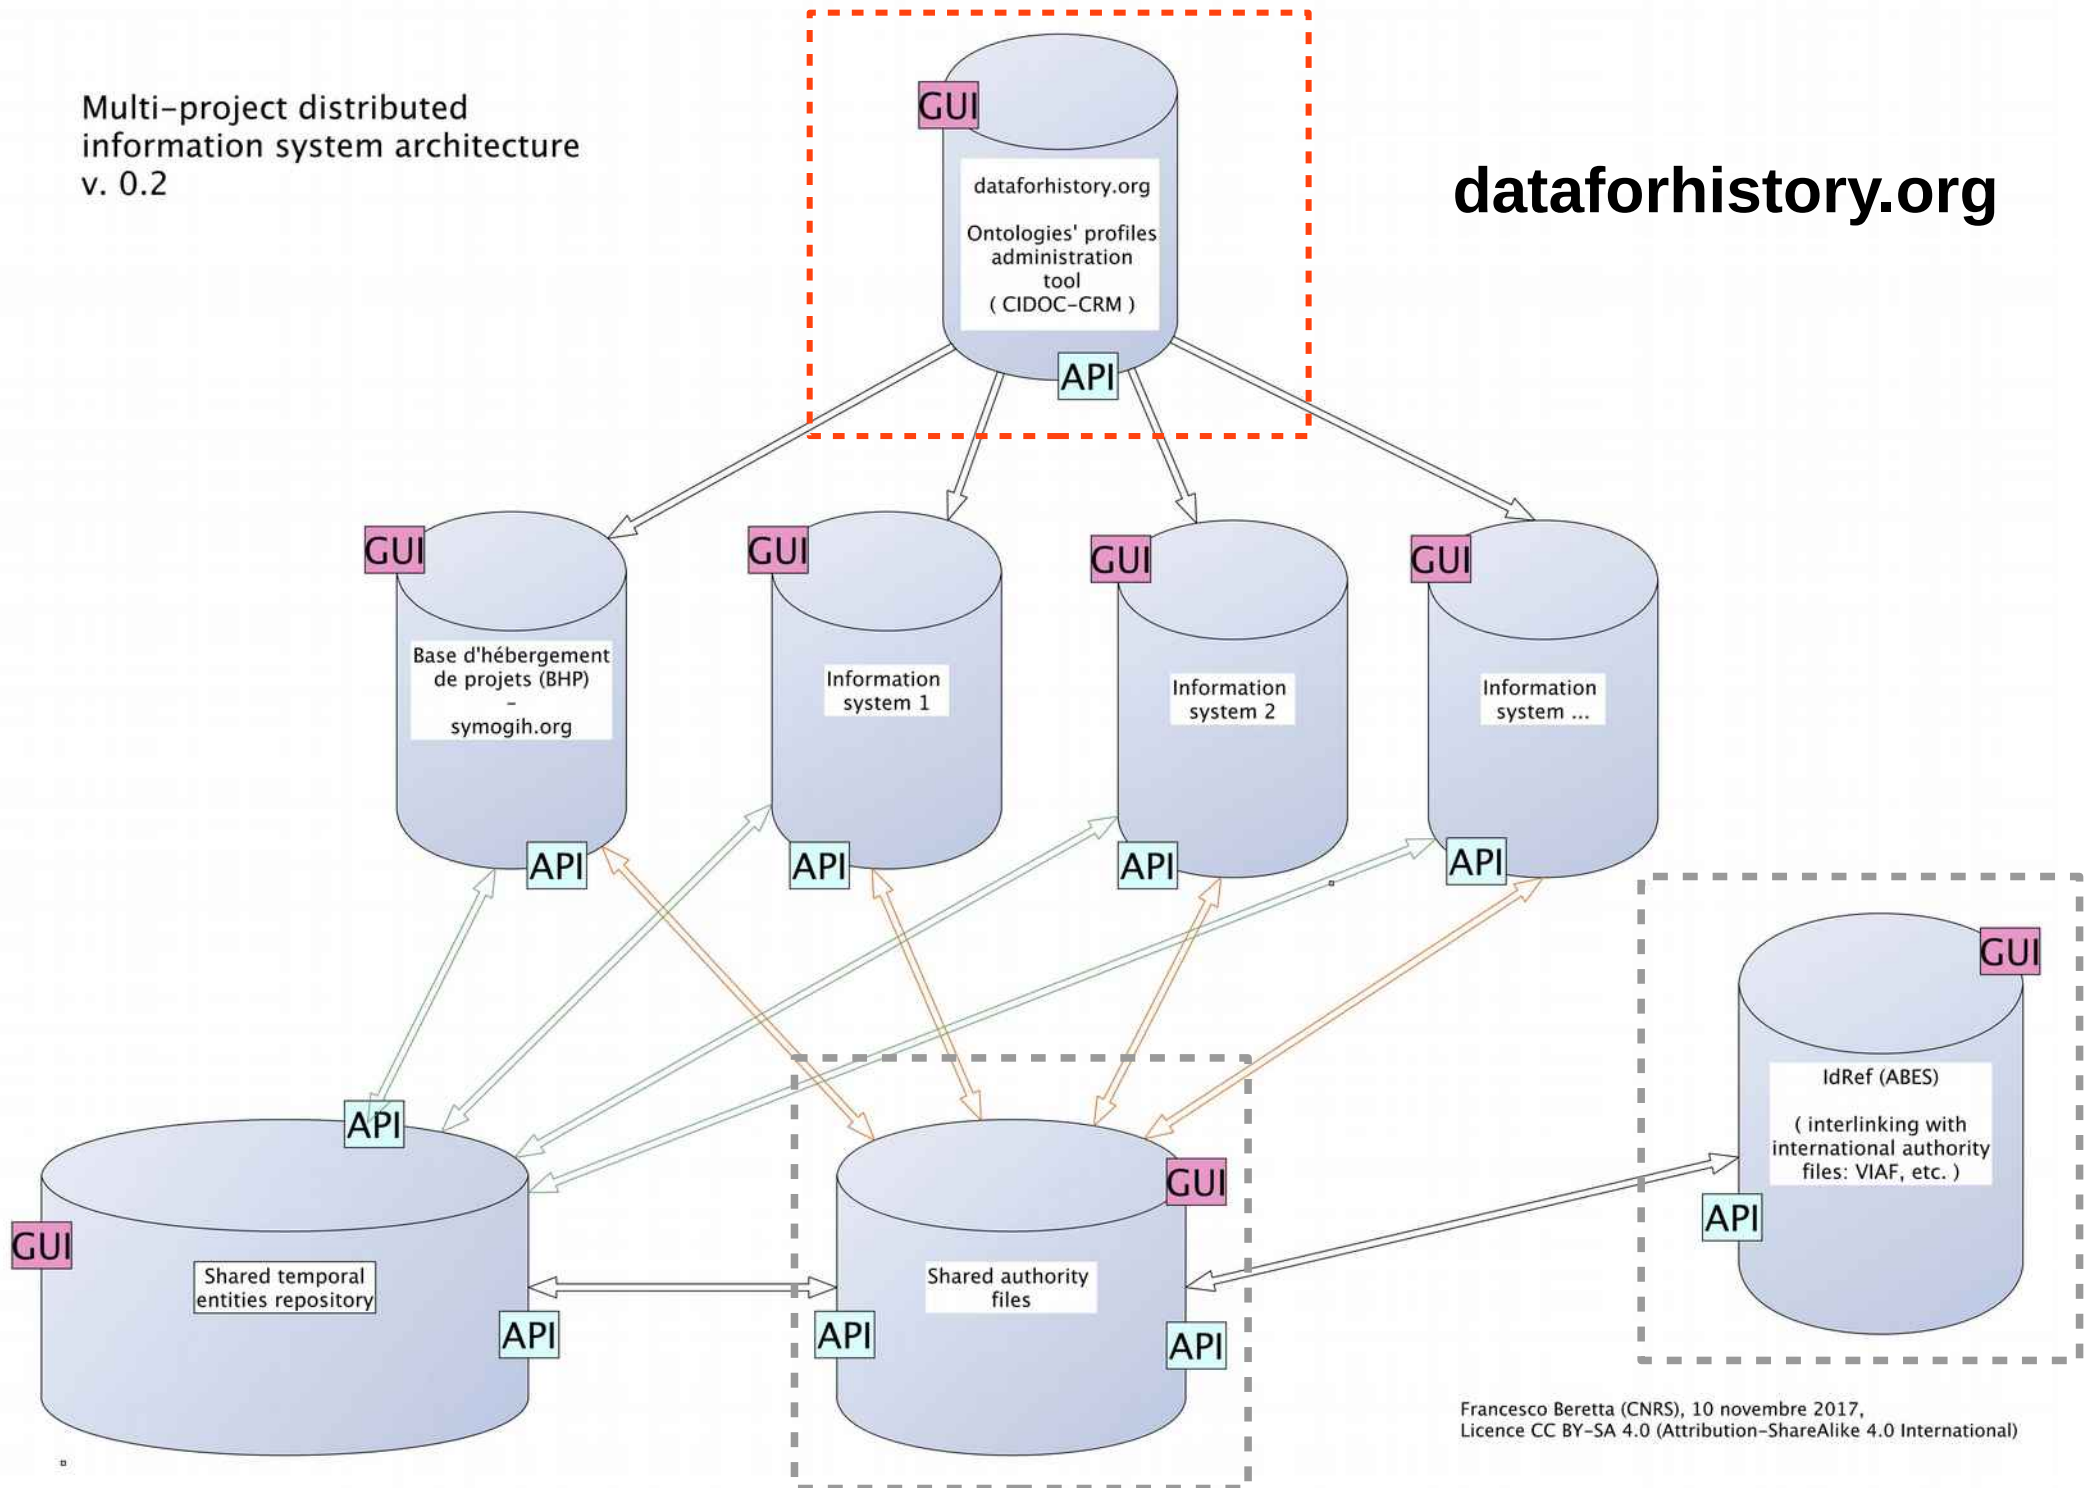 Multi-project distributed
information system architecture
v. 0.2
dataforhistory.org
GUI
dataforhistory.org
Ontologies' profiles
administration
tool
( CIDOC-CRM )
API
GUI
Base d'hébergement
de projets (BHP)
-
symogih.org
API
GUI
Information
system 1
API
GUI
Information
system 2
API
GUI
Information
system ...
API
GUI
IdRef (ABES)
( interlinking with
international authority
files: VIAF, etc. )
API
API
GUI
Shared temporal
entities repository
API
GUI
Shared authority
files
API
API
Francesco Beretta (CNRS), 10 novembre 2017,
Licence CC BY-SA 4.0 (Attribution-ShareAlike 4.0 International)